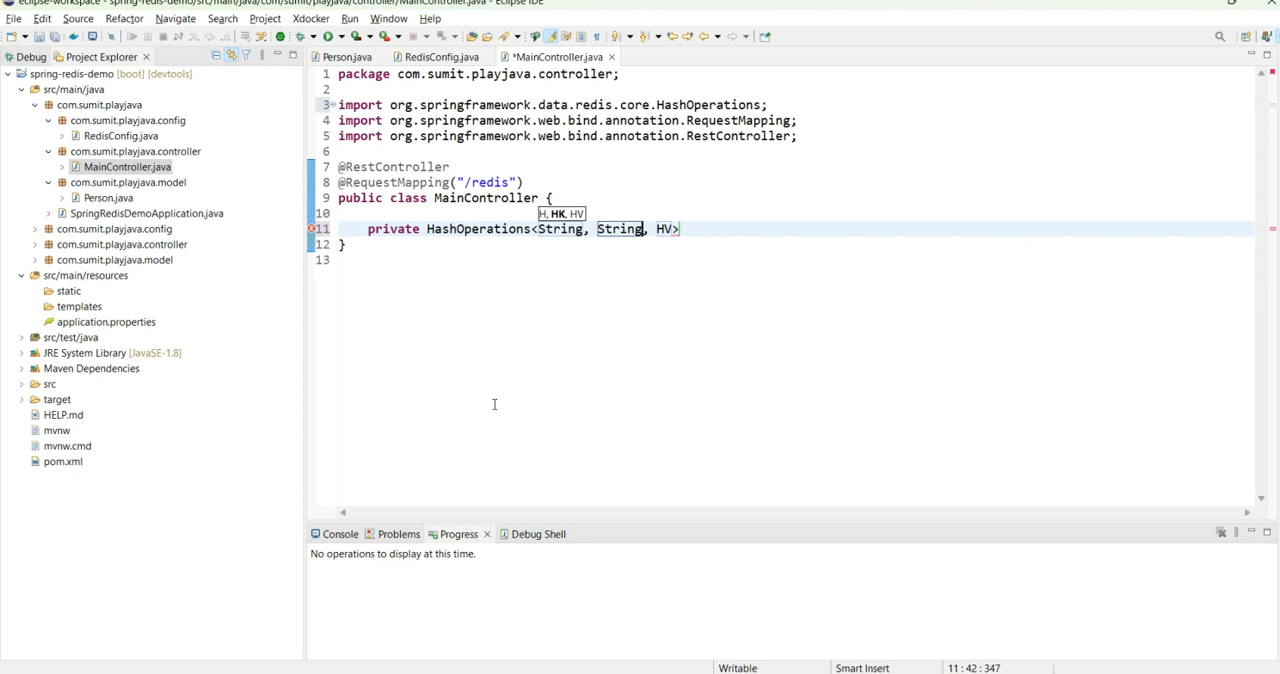 eclipse-workspace - spring-redis-demo/src/main/java/com/sumit/playjava/controller/MainController.java - Eclipse IDE
File Edit Source Refactor Navigate Search Project Xdocker Run Window Help
Debug Project Explorer
Person.java RedisConfig.java *MainController.java
spring-redis-demo [boot] [devtools]
src/main/java
com.sumit.playjava
com.sumit.playjava.config
RedisConfig.java
com.sumit.playjava.controller
MainController.java
com.sumit.playjava.model
Person.java
SpringRedisDemoApplication.java
com.sumit.playjava.config
com.sumit.playjava.controller
com.sumit.playjava.model
src/main/resources
static
templates
application.properties
src/test/java
JRE System Library [JavaSE-1.8]
Maven Dependencies
src
target
HELP.md
mvnw
mvnw.cmd
pom.xml
1 package com.sumit.playjava.controller;
2
3 import org.springframework.data.redis.core.HashOperations;
4 import org.springframework.web.bind.annotation.RequestMapping;
5 import org.springframework.web.bind.annotation.RestController;
6
7 @RestController
8 @RequestMapping("/redis")
9 public class MainController {
10
H, HK, HV
11 private HashOperations<String, String, HV>
12 }
13
Console Problems Progress Debug Shell
No operations to display at this time.
Writable Smart Insert 11 : 42 : 347